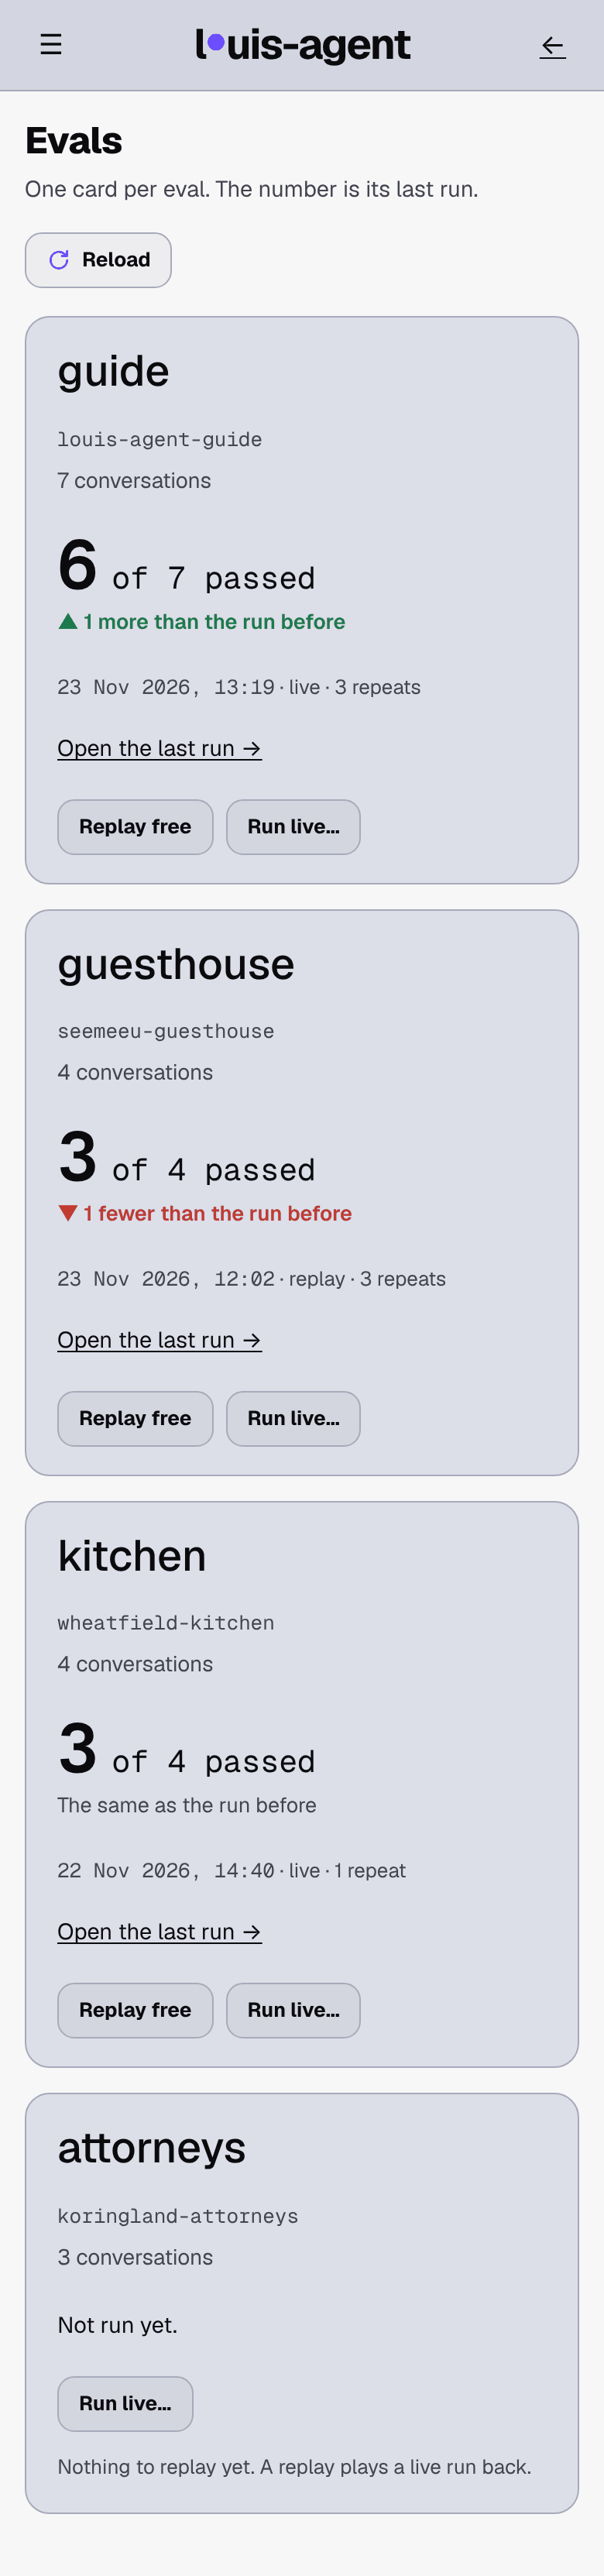 louis-agent
Evals
One card per eval. The number is its last run.
Reload
guide
louis-agent-guide
7 conversations
6 of 7 passed
▲ 1 more than the run before
23 Nov 2026, 13:19 · live · 3 repeats
Open the last run →
Replay free
Run live…
guesthouse
seemeeu-guesthouse
4 conversations
3 of 4 passed
▼ 1 fewer than the run before
23 Nov 2026, 12:02 · replay · 3 repeats
Open the last run →
Replay free
Run live…
kitchen
wheatfield-kitchen
4 conversations
3 of 4 passed
The same as the run before
22 Nov 2026, 14:40 · live · 1 repeat
Open the last run →
Replay free
Run live…
attorneys
koringland-attorneys
3 conversations
Not run yet.
Run live…
Nothing to replay yet. A replay plays a live run back.